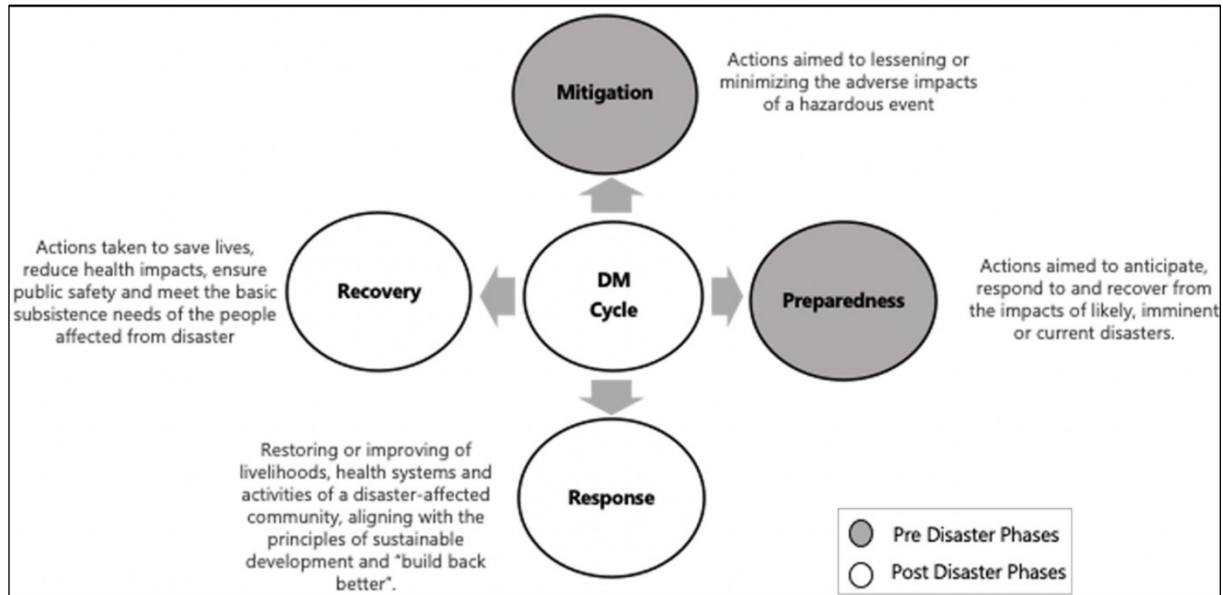 Mitigation
Actions aimed to lessening or
minimizing the adverse impacts
of a hazardous event
Actions taken to save lives,
reduce health impacts, ensure
public safety and meet the basic
subsistence needs of the people
affected from disaster
Recovery
DM
Cycle
Preparedness
Actions aimed to anticipate,
respond to and recover from
the impacts of likely, imminent
or current disasters.
Restoring or improving of
livelihoods, health systems and
activities of a disaster-affected
community, aligning with the
principles of sustainable
development and "build back
better".
Response
Pre Disaster Phases
Post Disaster Phases